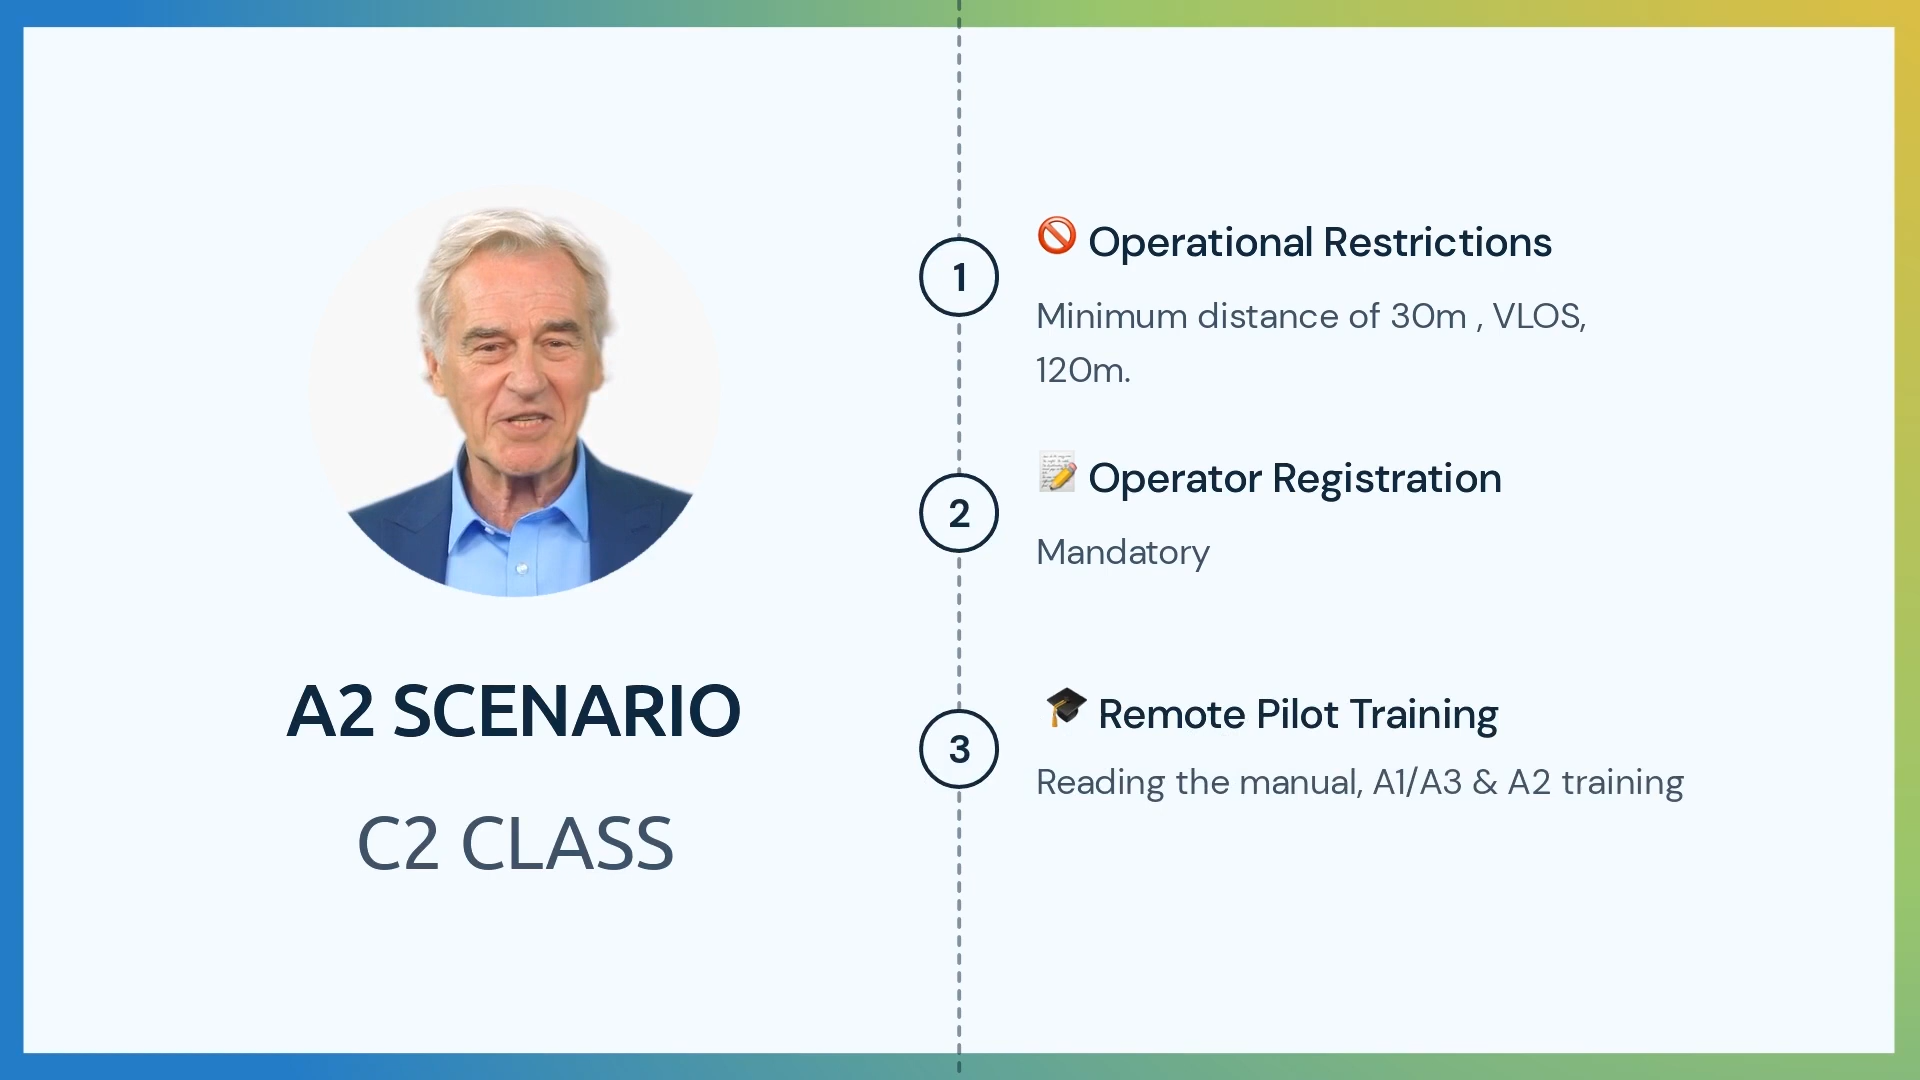 A2 SCENARIO
C2 CLASS
1
Operational Restrictions
Minimum distance of 30m , VLOS,
120m.
2
Operator Registration
Mandatory
3
Remote Pilot Training
Reading the manual, A1/A3 & A2 training